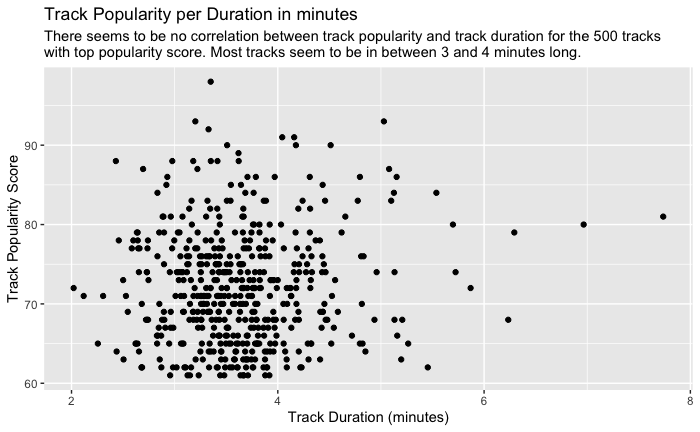 Track Popularity per Duration in minutes
There seems to be no correlation between track popularity and track duration for the 500 tracks
with top popularity score. Most tracks seem to be in between 3 and 4 minutes long.
90
80
70
60
Track Popularity Score
2
4
6
8
Track Duration (minutes)